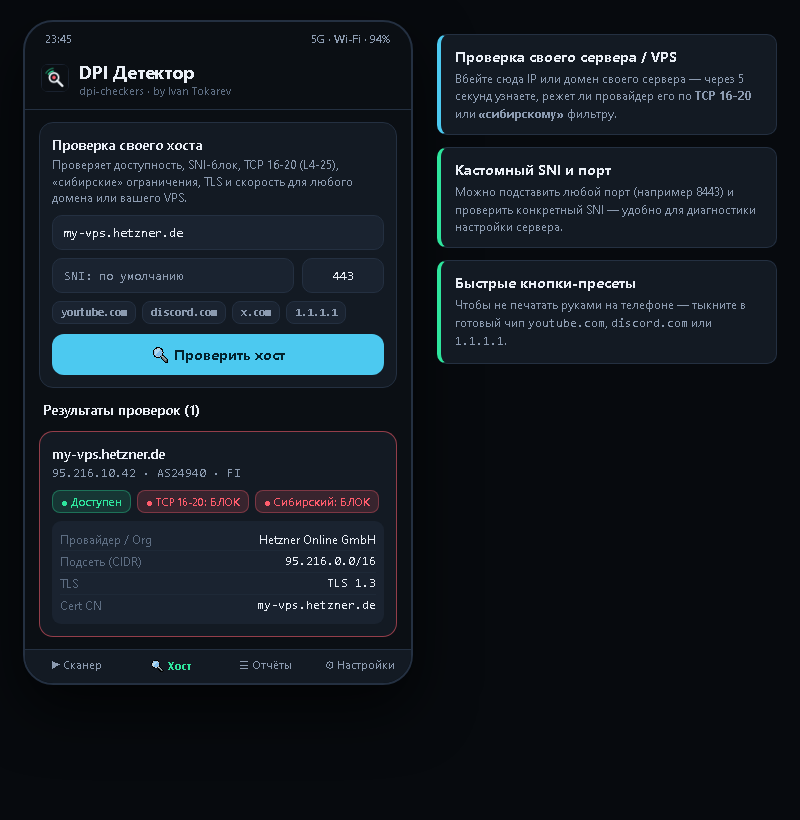 23:45
5G · Wi-Fi · 94%
DPI Детектор
dpi-checkers · by Ivan Tokarev
Проверка своего хоста
Проверяет доступность, SNI-блок, TCP 16-20 (L4-25),
«сибирские» ограничения, TLS и скорость для любого
домена или вашего VPS.
my-vps.hetzner.de
SNI: по умолчанию
443
youtube.com
discord.com
x.com
1.1.1.1
Проверить хост
Результаты проверок (1)
my-vps.hetzner.de
95.216.10.42 · AS24940 · FI
● Доступен
● TCP 16-20: БЛОК
● Сибирский: БЛОК
Провайдер / Org
Hetzner Online GmbH
Подсеть (CIDR)
95.216.0.0/16
TLS
TLS 1.3
Cert CN
my-vps.hetzner.de
▶ Сканер
Хост
☰ Отчёты
⚙ Настройки
Проверка своего сервера / VPS
Вбейте сюда IP или домен своего сервера — через 5
секунд узнаете, режет ли провайдер его по TCP 16-20
или «сибирскому» фильтру.
Кастомный SNI и порт
Можно подставить любой порт (например 8443) и
проверить конкретный SNI — удобно для диагностики
настройки сервера.
Быстрые кнопки-пресеты
Чтобы не печатать руками на телефоне — тыкните в
готовый чип youtube.com, discord.com или
1.1.1.1.